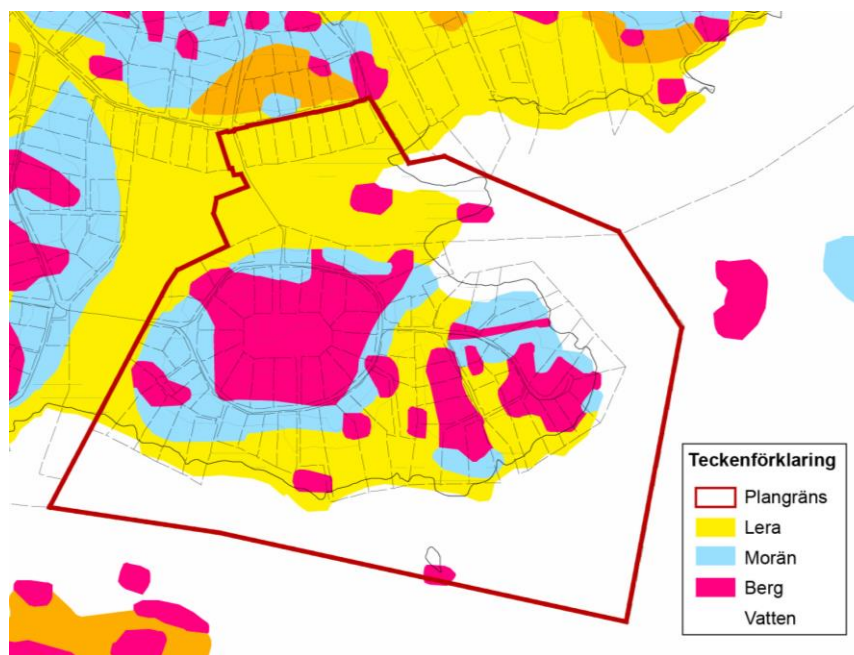 Teckenförklaring
Plangräns
Lera
Morän
Berg
Vatten